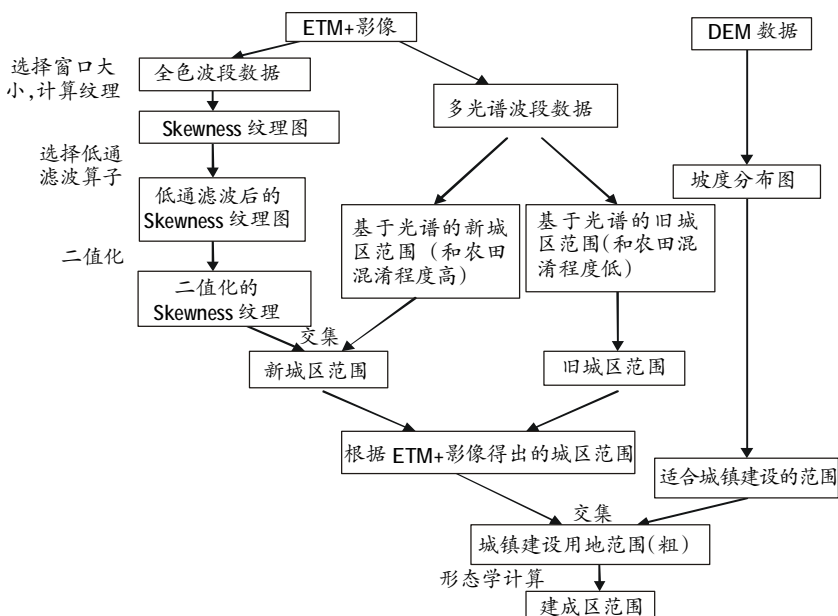 ETM+影像
DEM 数据
选择窗口大
小,计算纹理
全色波段数据
多光谱波段数据
Skewness 纹理图
选择低通
滤波算子
坡度分布图
低通滤波后的
Skewness 纹理图
基于光谱的新城
区范围（和农田
混淆程度高）
基于光谱的旧城
区范围(和农田混
淆程度低）
二值化
二值化的
Skewness 纹理
交集
新城区范围
旧城区范围
根据 ETM+影像得出的城区范围
适合城镇建设的范围
交集
城镇建设用地范围(粗）
形态学计算
建成区范围